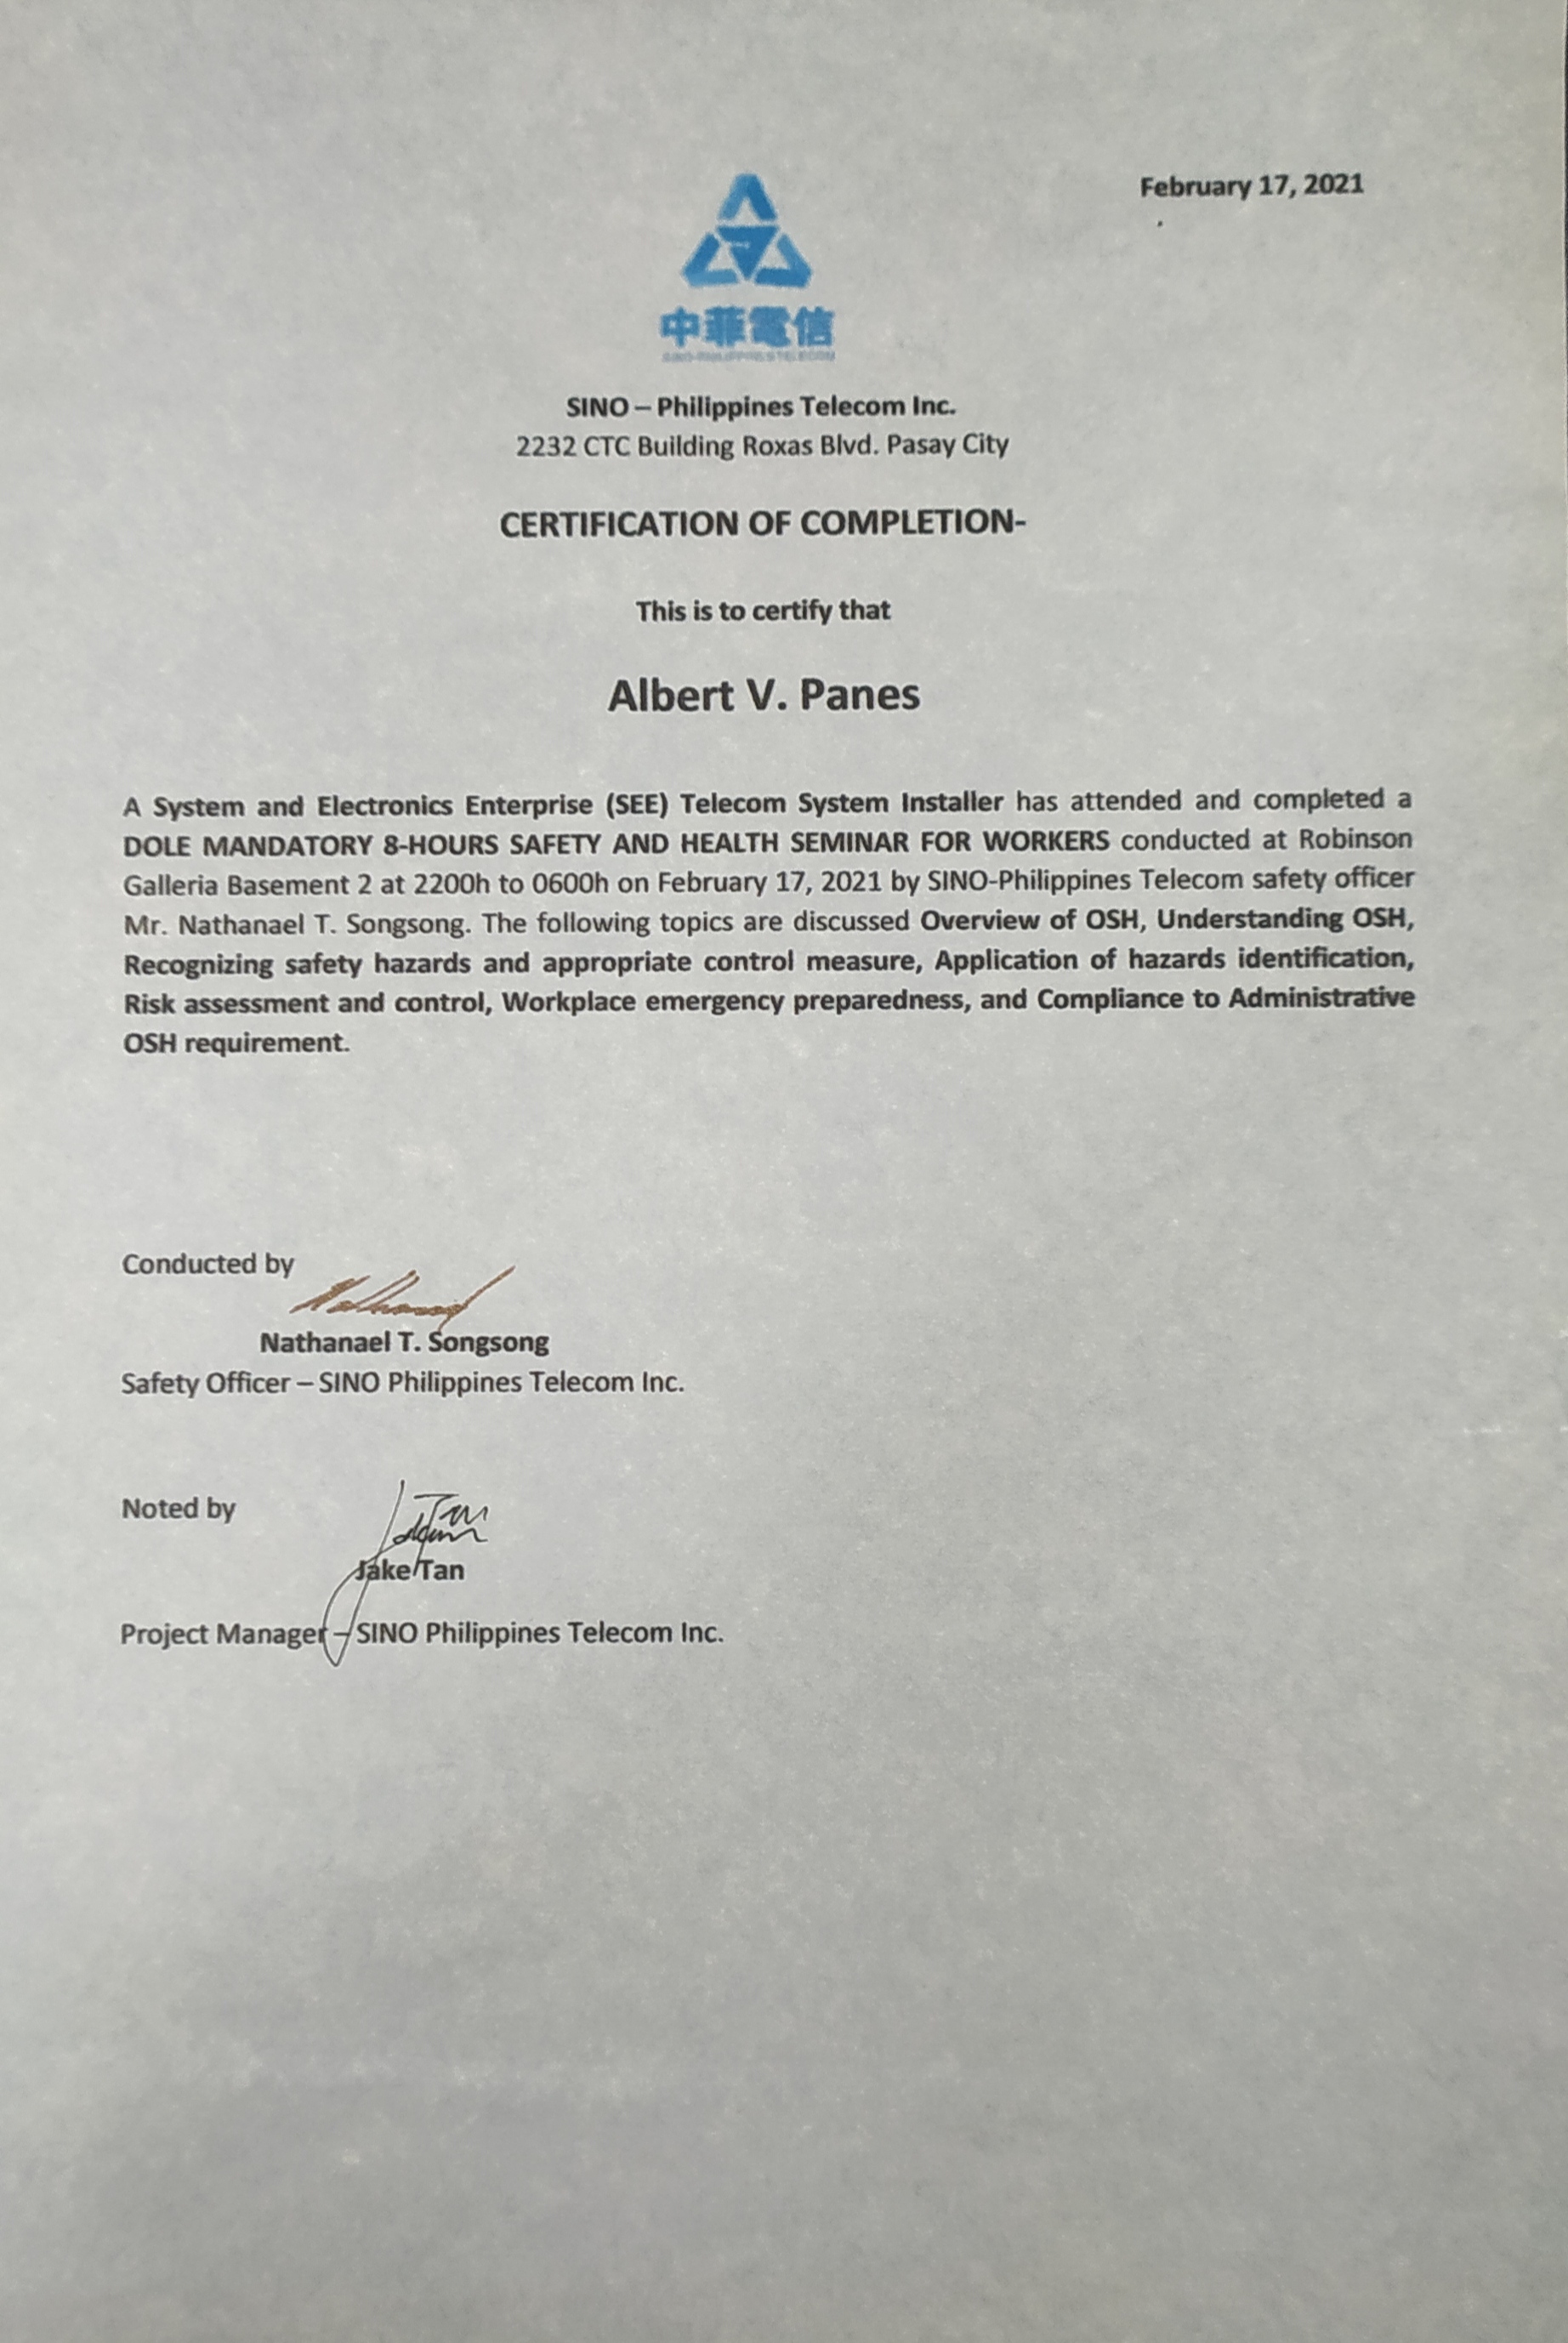 February 17, 2021
中菲電信
SINO-PHILIPPINES TELECOM
SINO – Philippines Telecom Inc.
2232 CTC Building Roxas Blvd. Pasay City
CERTIFICATION OF COMPLETION-
This is to certify that
Albert V. Panes
A System and Electronics Enterprise (SEE) Telecom System Installer has attended and completed a
DOLE MANDATORY 8-HOURS SAFETY AND HEALTH SEMINAR FOR WORKERS conducted at Robinson
Galleria Basement 2 at 2200h to 0600h on February 17, 2021 by SINO-Philippines Telecom safety officer
Mr. Nathanael T. Songsong. The following topics are discussed Overview of OSH, Understanding OSH,
Recognizing safety hazards and appropriate control measure, Application of hazards identification,
Risk assessment and control, Workplace emergency preparedness, and Compliance to Administrative
OSH requirement.
Conducted by
Nathanael T. Songsong
Safety Officer – SINO Philippines Telecom Inc.
Noted by
Jake Tan
Project Manager – SINO Philippines Telecom Inc.